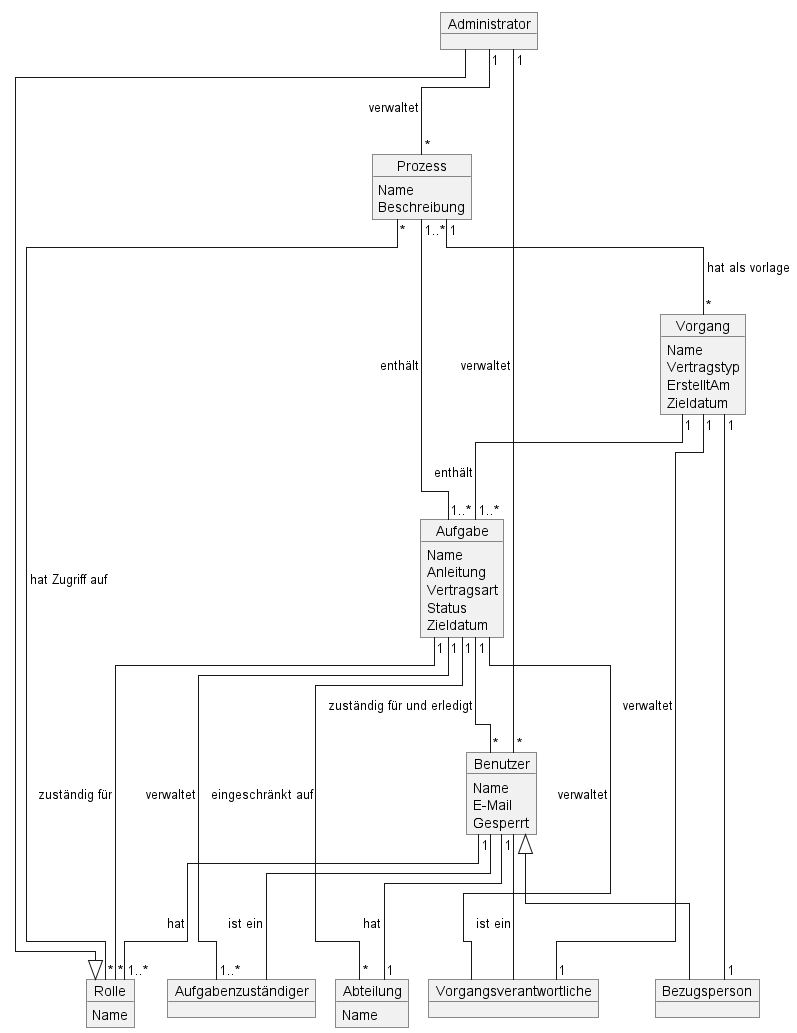 Administrator
1
1
verwaltet
*
Prozess
Name
Beschreibung
*
1..*
1
hat als vorlage
*
Vorgang
Name
Vertragstyp
ErstelltAm
Zieldatum
enthält
verwaltet
1
1
1
enthält
1..*
1..*
Aufgabe
Name
Anleitung
Vertragsart
Status
Zieldatum
hat Zugriff auf
1
1
1
1
zuständig für und erledigt
verwaltet
*
*
Benutzer
Name
E-Mail
Gesperrt
zuständig für
verwaltet
eingeschränkt auf
verwaltet
1
1
hat
ist ein
hat
ist ein
*
*
1..*
1..*
*
1
1
1
Rolle
Name
Aufgabenzuständiger
Abteilung
Name
Vorgangsverantwortliche
Bezugsperson